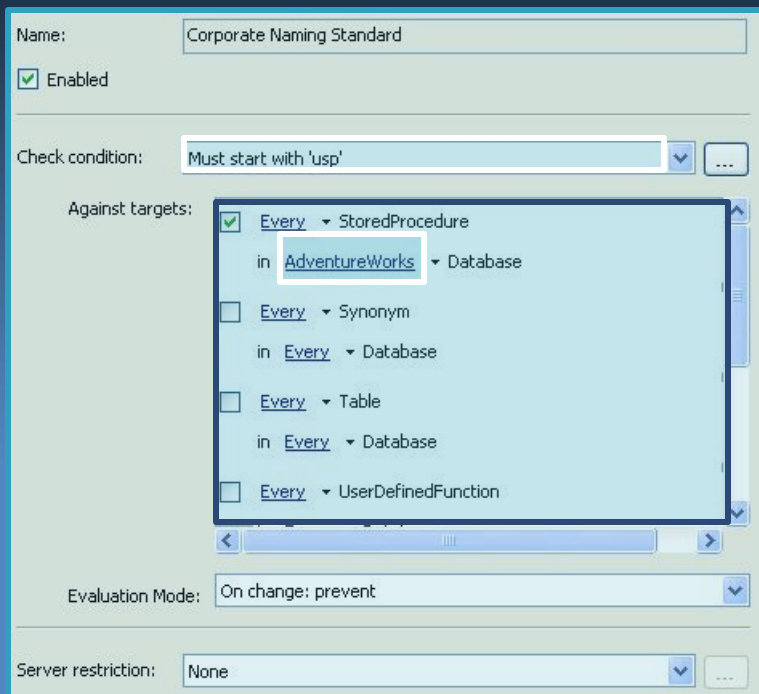 Name: Corporate Naming Standard
Enabled
Check condition: Must start with 'usp'
...
Against targets:
Every StoredProcedure
in AdventureWorks Database
Every Synonym
in Every Database
Every Table
in Every Database
Every UserDefinedFunction
Evaluation Mode: On change: prevent
Server restriction: None
...